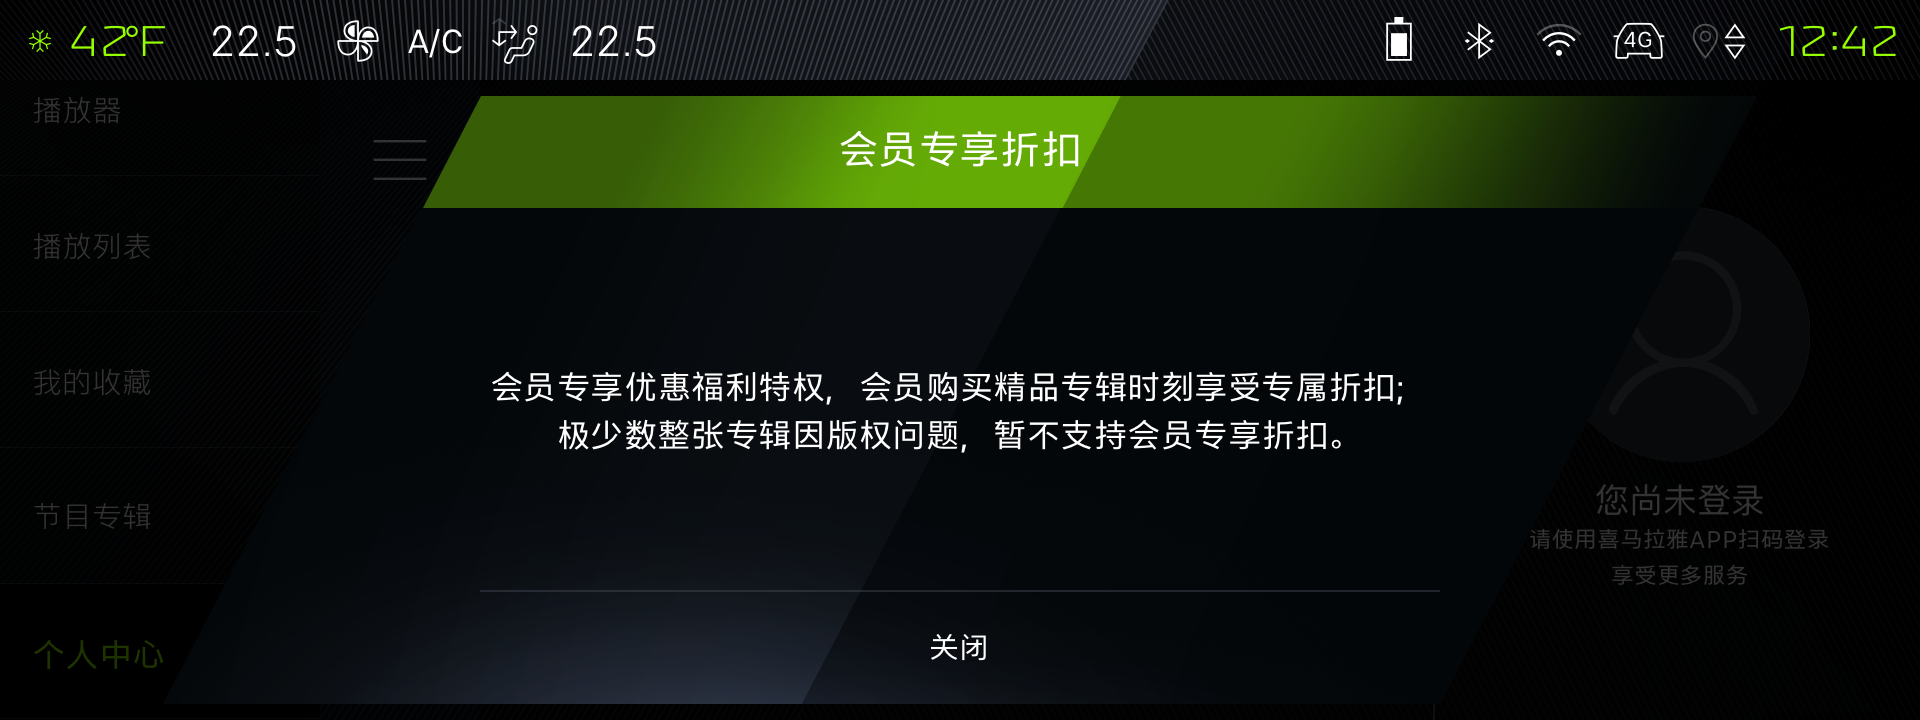 42°F 22.5 A/C 22.5 4G 12:42
播放器
播放列表
我的收藏
节目专辑
个人中心
会员专享折扣
会员专享优惠福利特权，会员购买精品专辑时刻享受专属折扣;
极少数整张专辑因版权问题，暂不支持会员专享折扣。
关闭
您尚未登录
请使用喜马拉雅APP扫码登录
享受更多服务